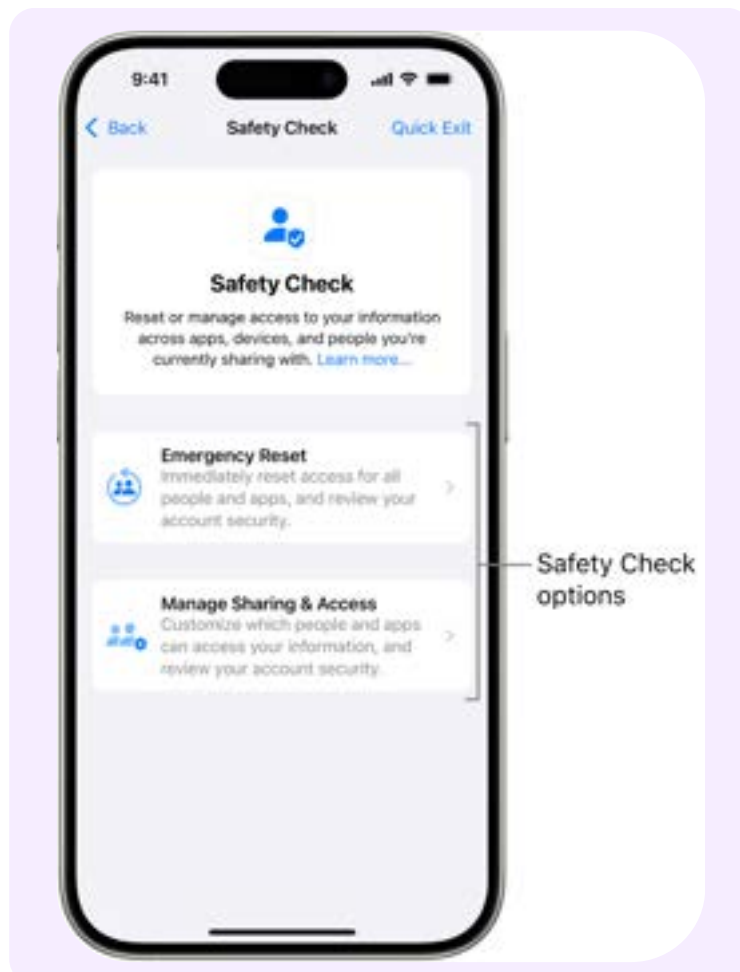 9:41
Back
Safety Check
Quick Exit
Safety Check
Reset or manage access to your information
across apps, devices, and people you're
currently sharing with. Learn more...
Emergency Reset
Immediately reset access for all
people and apps, and review your
account security.
Manage Sharing & Access
Customize which people and apps
can access your information, and
review your account security.
Safety Check
options